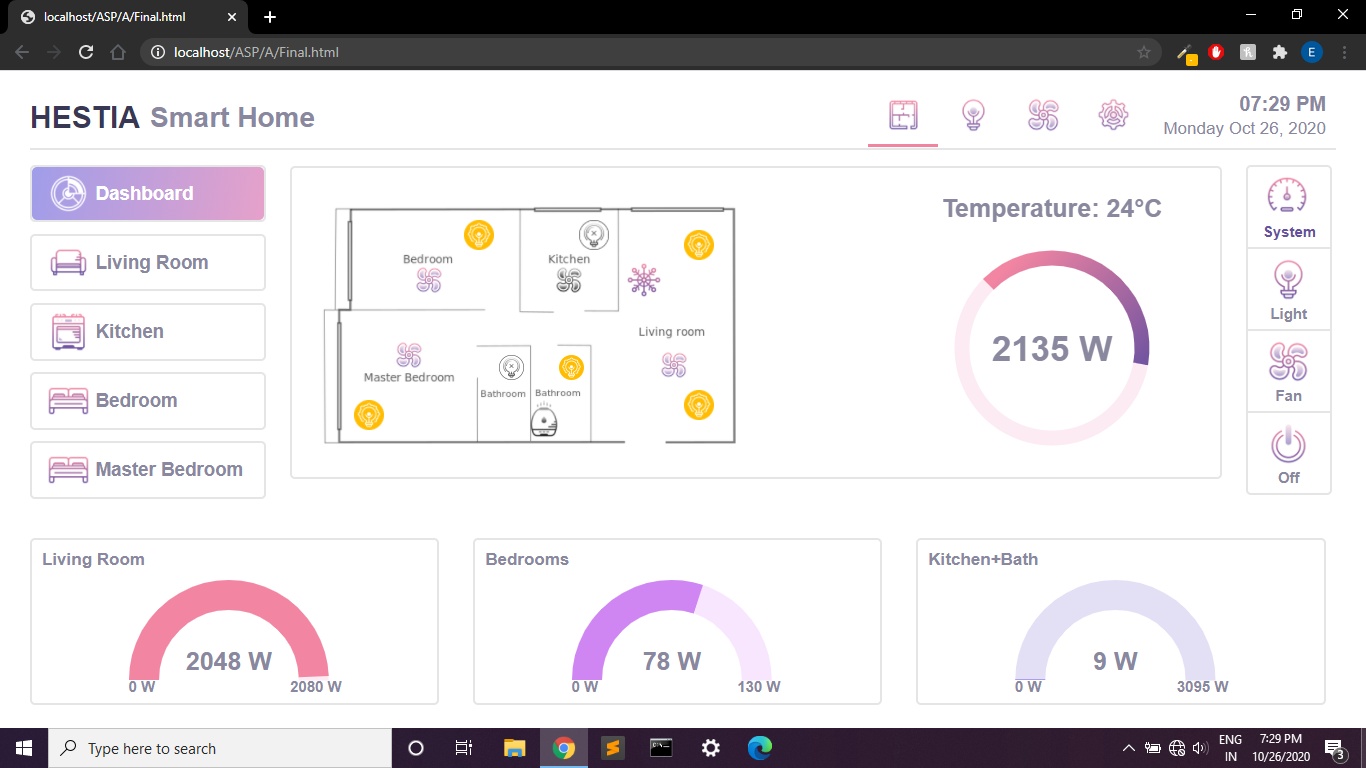 localhost/ASP/A/Final.html
localhost/ASP/A/Final.html
E
HESTIA Smart Home
07:29 PM
Monday Oct 26, 2020
Dashboard
Living Room
Kitchen
Bedroom
Master Bedroom
Bedroom
Kitchen
Living room
Master Bedroom
Bathroom
Bathroom
Temperature: 24°C
2135 W
System
Light
Fan
Off
Living Room
2048 W
0 W
2080 W
Bedrooms
78 W
0 W
130 W
Kitchen+Bath
9 W
0 W
3095 W
Type here to search
ENG
IN
7:29 PM
10/26/2020
3